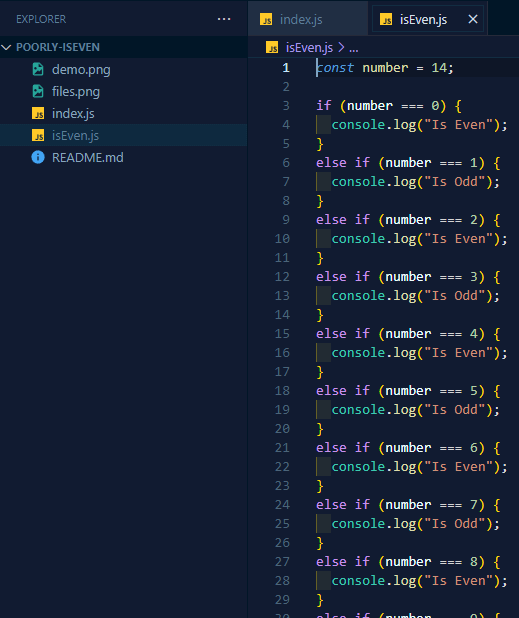 EXPLORER ...
POORLY-ISEVEN
demo.png
files.png
JS index.js
JS isEven.js
README.md
JS index.js
JS isEven.js
JS isEven.js > ...
1 const number = 14;
2
3 if (number === 0) {
4 console.log("Is Even");
5 }
6 else if (number === 1) {
7 console.log("Is Odd");
8 }
9 else if (number === 2) {
10 console.log("Is Even");
11 }
12 else if (number === 3) {
13 console.log("Is Odd");
14 }
15 else if (number === 4) {
16 console.log("Is Even");
17 }
18 else if (number === 5) {
19 console.log("Is Odd");
20 }
21 else if (number === 6) {
22 console.log("Is Even");
23 }
24 else if (number === 7) {
25 console.log("Is Odd");
26 }
27 else if (number === 8) {
28 console.log("Is Even");
29 }
30 else if (number === 9) {